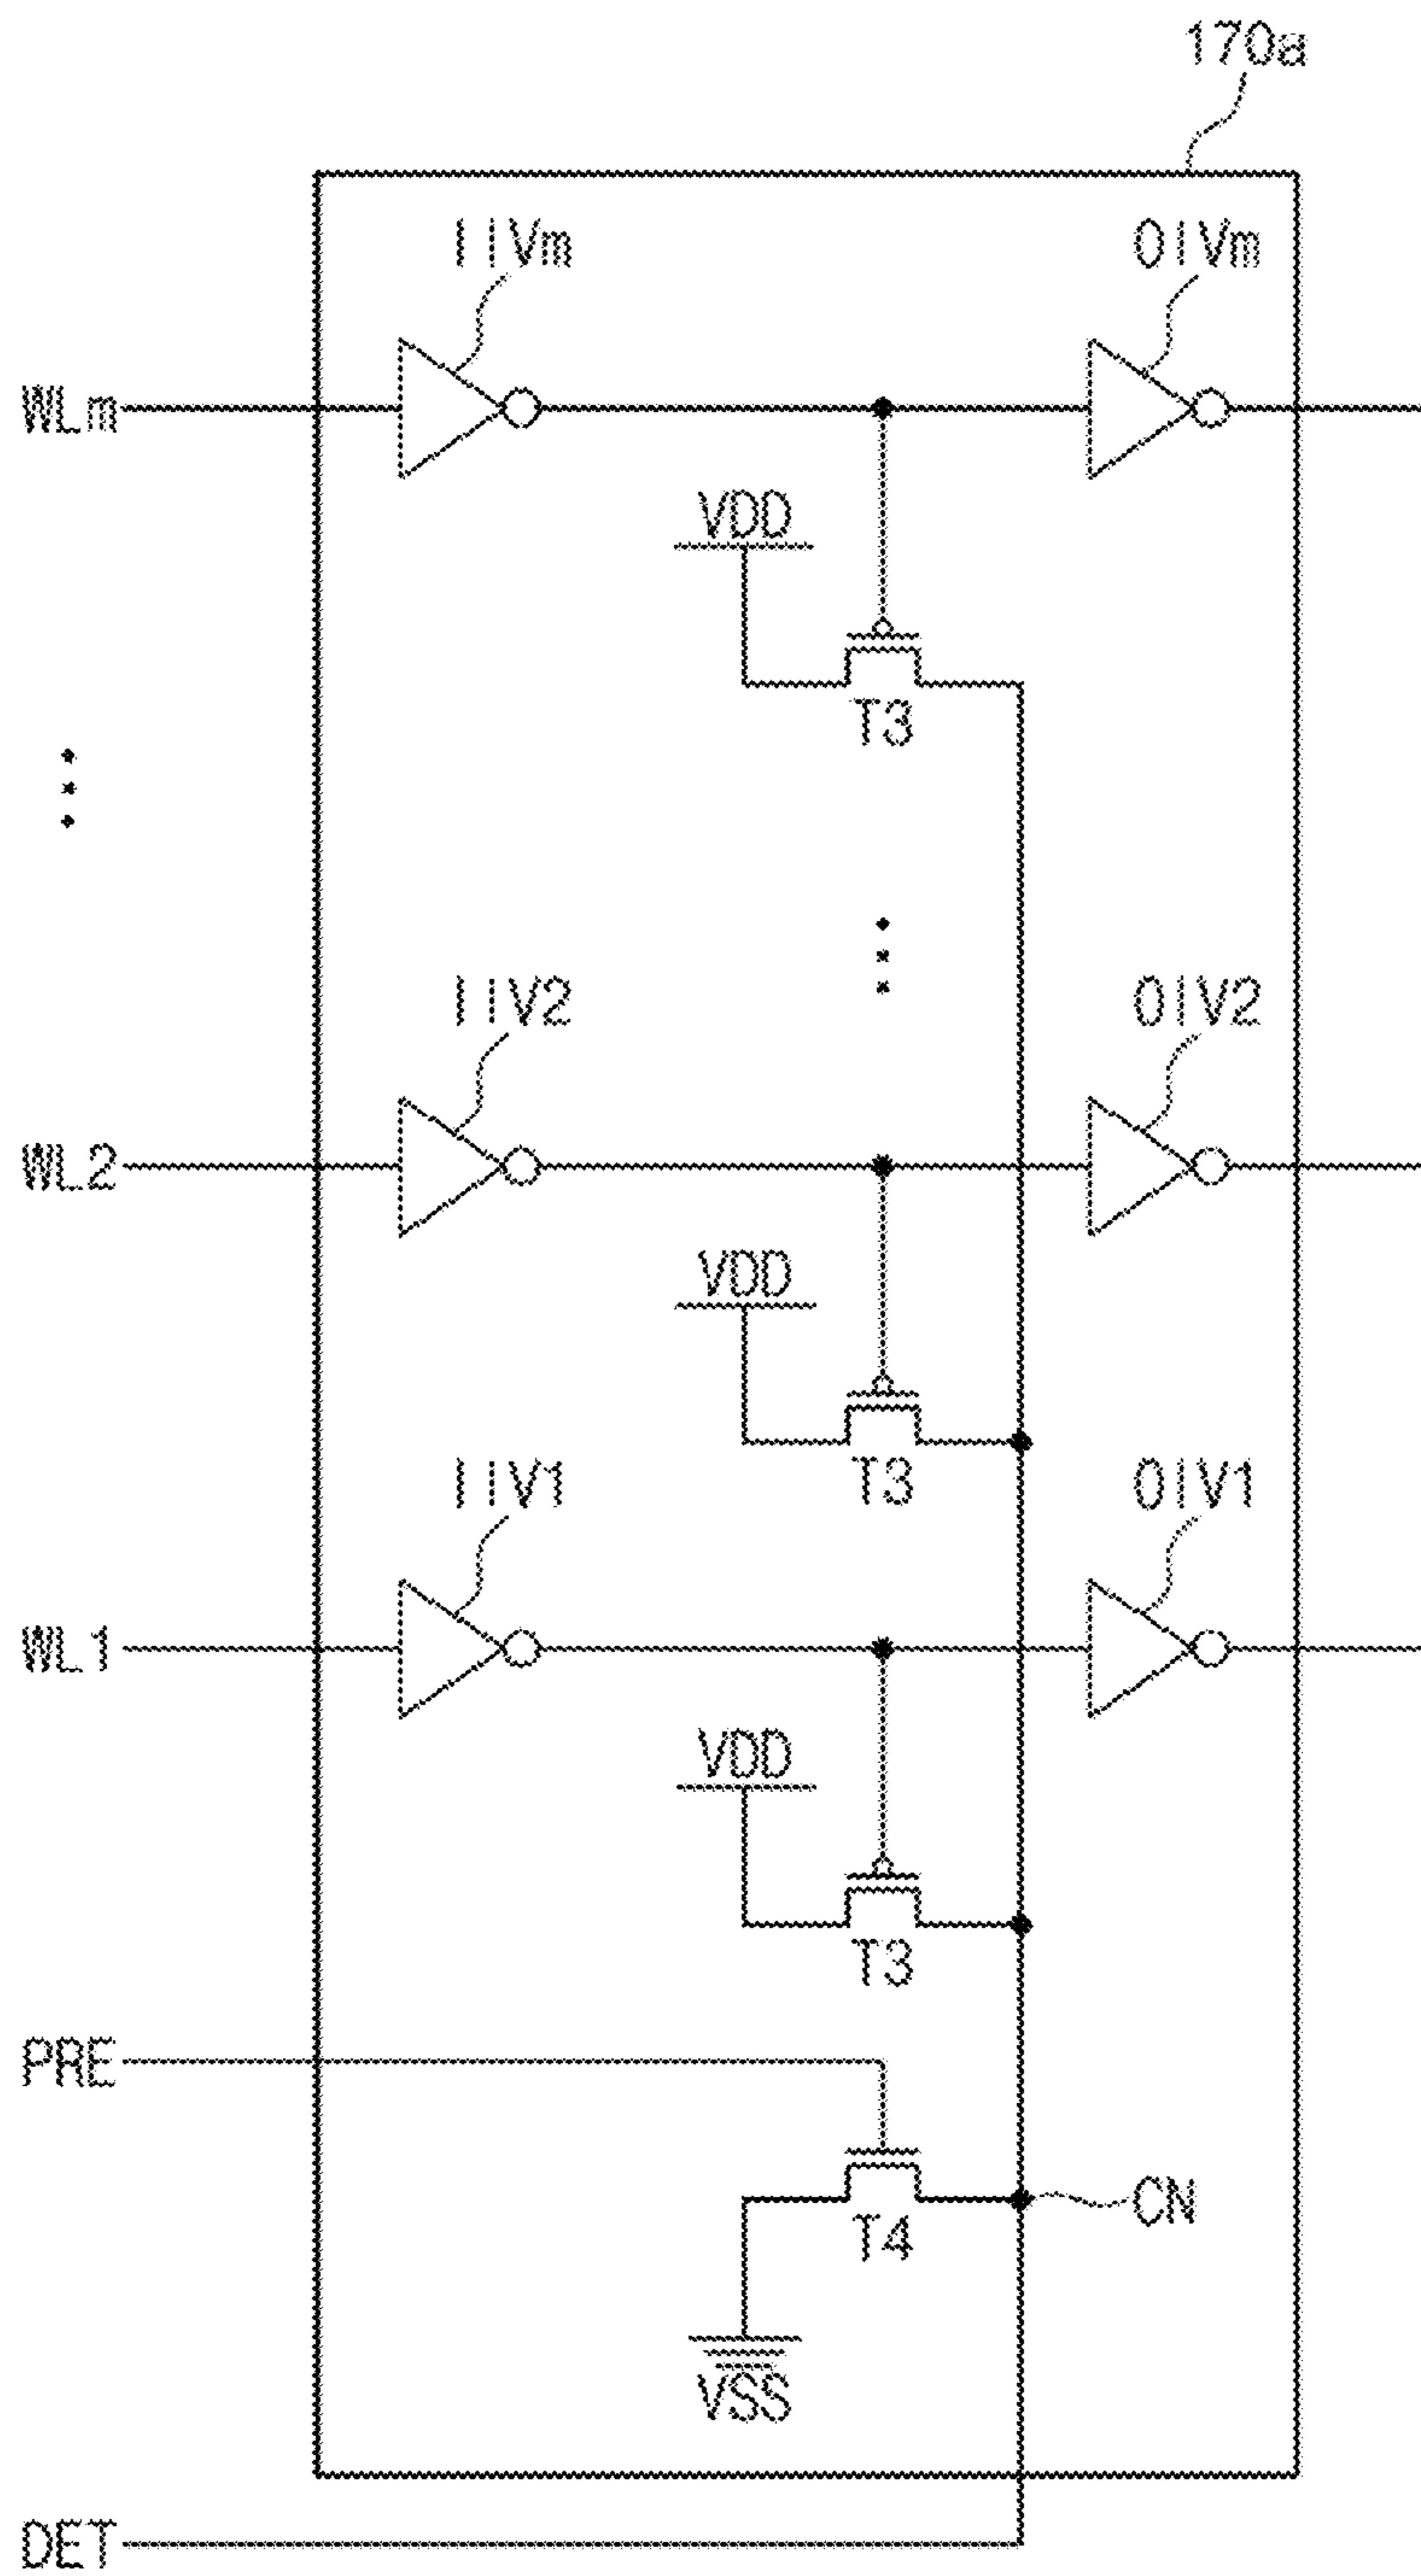 170a
IIVm OIVm
WLm
VDD
T3
IIV2 OIV2
WL2
VDD
T3
IIV1 OIV1
WL1
VDD
T3
PRE
CN
T4
VSS
DET